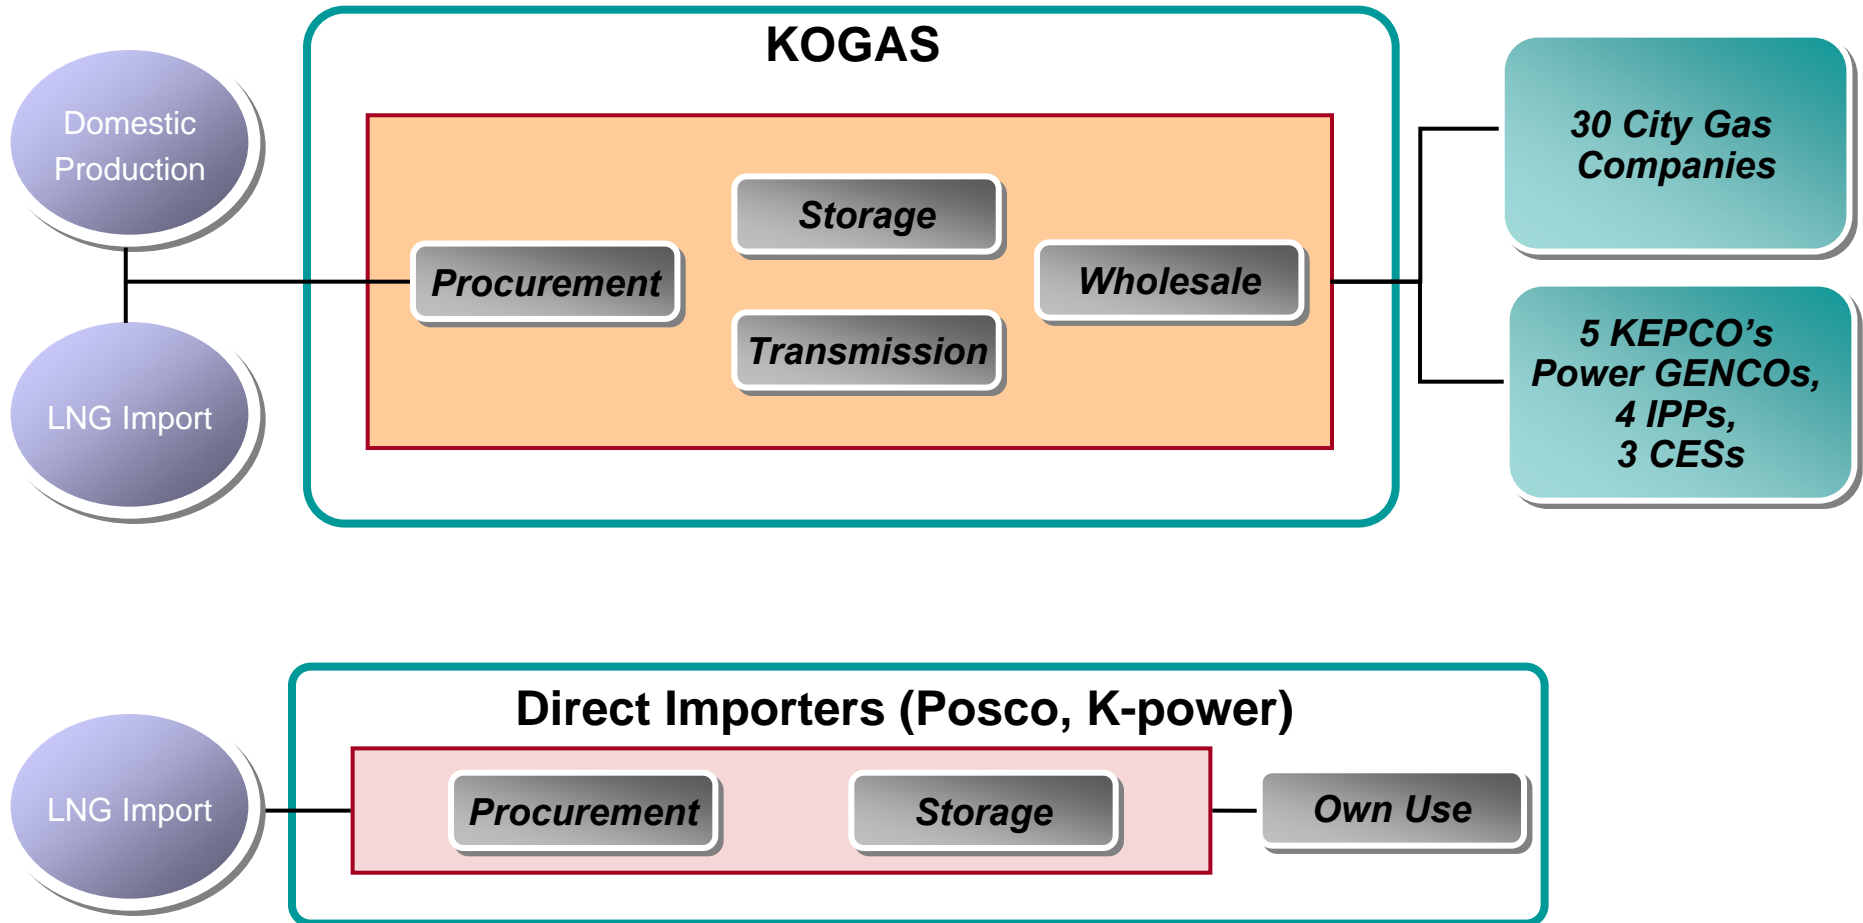 KOGAS
Domestic
Production
LNG Import
Procurement
Storage
Transmission
Wholesale
30 City Gas
Companies
5 KEPCO’s
Power GENCOs,
4 IPPs,
3 CESs
Direct Importers (Posco, K-power)
LNG Import
Procurement
Storage
Own Use